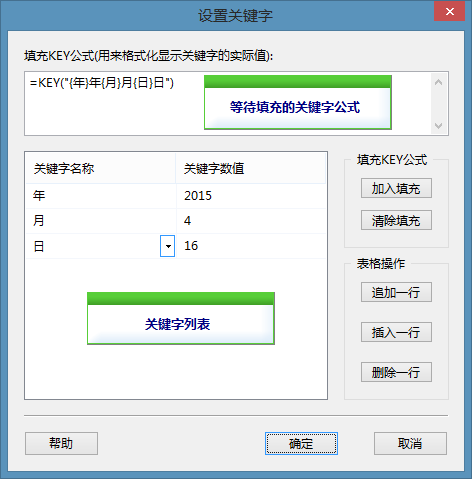 设置关键字
填充KEY公式(用来格式化显示关键字的实际值):
=KEY("{年}年{月}月{日}日")
等待填充的关键字公式
关键字名称 关键字数值
年 2015
月 4
日 16
关键字列表
填充KEY公式
加入填充
清除填充
表格操作
追加一行
插入一行
删除一行
帮助 确定 取消